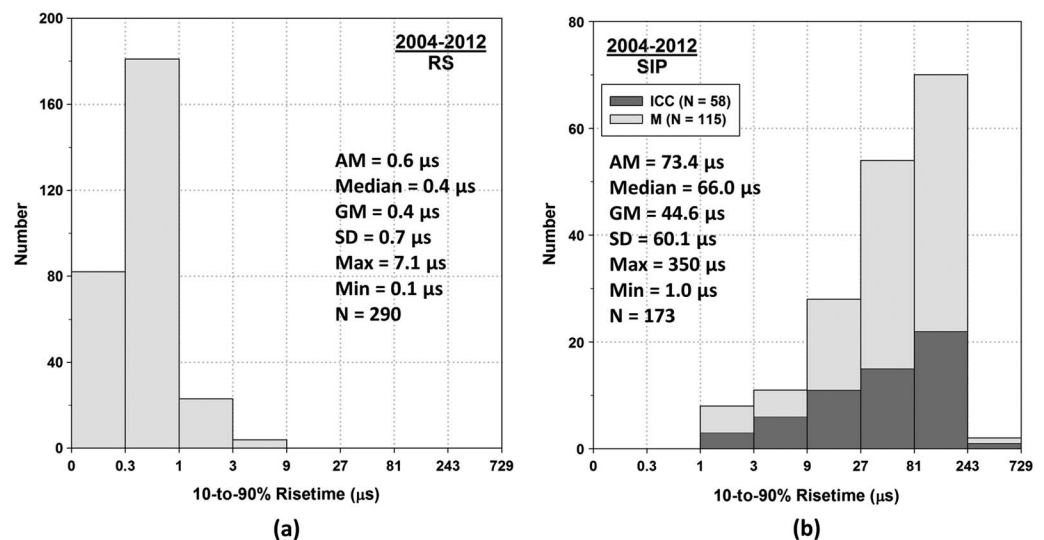 200
160
120
80
40
0
Number
2004-2012
RS
AM = 0.6 µs
Median = 0.4 µs
GM = 0.4 µs
SD = 0.7 µs
Max = 7.1 µs
Min = 0.1 µs
N = 290
0 0.3 1 3 9 27 81 243 729
10-to-90% Risetime (µs)
(a)
80
60
40
20
0
Number
2004-2012
SIP
ICC (N = 58)
M (N = 115)
AM = 73.4 µs
Median = 66.0 µs
GM = 44.6 µs
SD = 60.1 µs
Max = 350 µs
Min = 1.0 µs
N = 173
0 0.3 1 3 9 27 81 243 729
10-to-90% Risetime (µs)
(b)